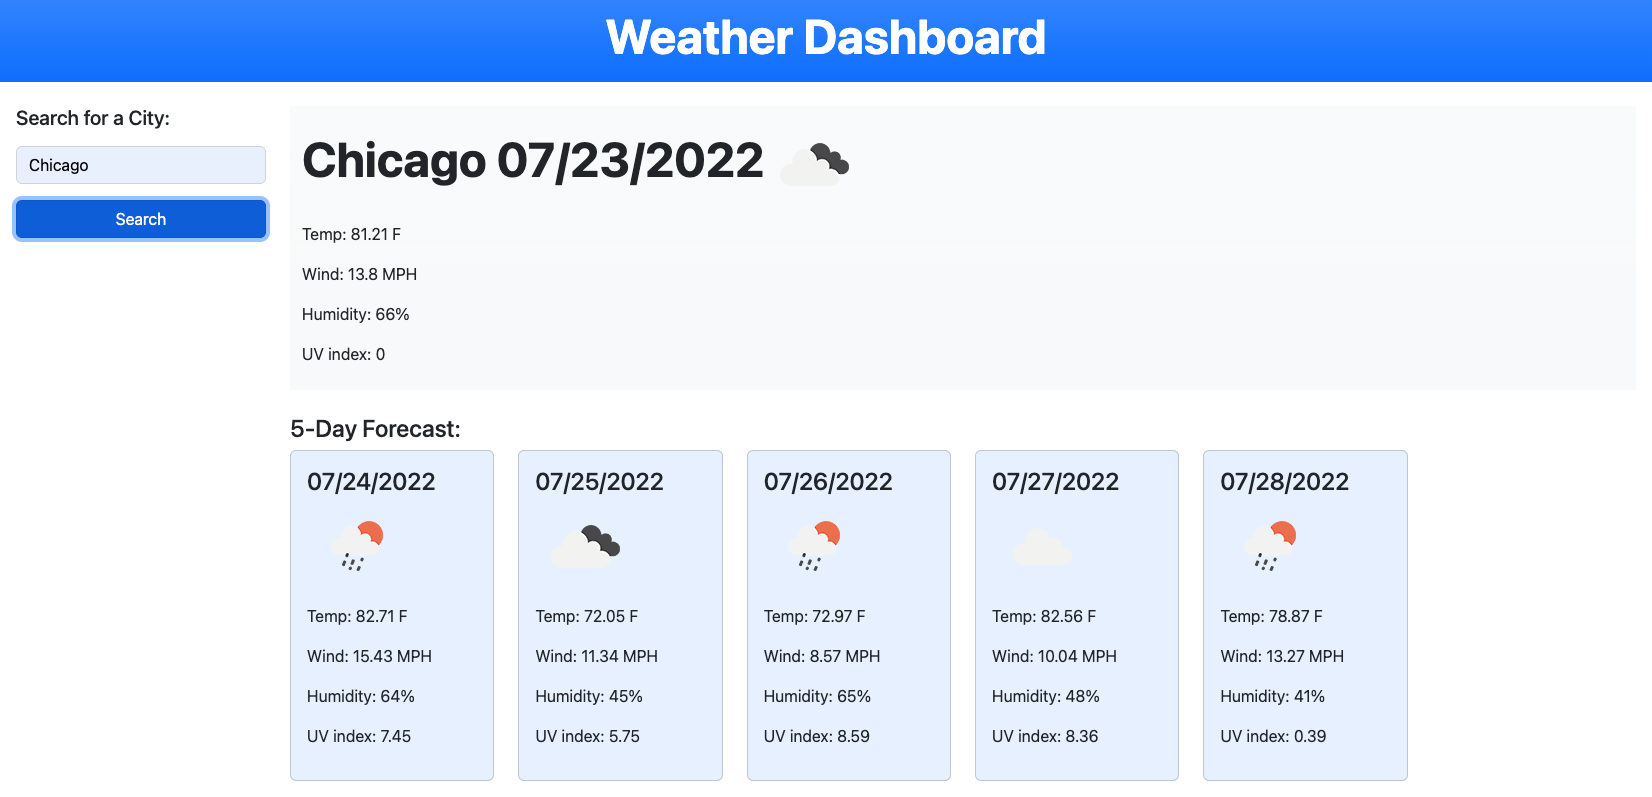 Weather Dashboard
Search for a City:
Chicago
Search
Chicago 07/23/2022
Temp: 81.21 F
Wind: 13.8 MPH
Humidity: 66%
UV index: 0
5-Day Forecast:
07/24/2022
Temp: 82.71 F
Wind: 15.43 MPH
Humidity: 64%
UV index: 7.45
07/25/2022
Temp: 72.05 F
Wind: 11.34 MPH
Humidity: 45%
UV index: 5.75
07/26/2022
Temp: 72.97 F
Wind: 8.57 MPH
Humidity: 65%
UV index: 8.59
07/27/2022
Temp: 82.56 F
Wind: 10.04 MPH
Humidity: 48%
UV index: 8.36
07/28/2022
Temp: 78.87 F
Wind: 13.27 MPH
Humidity: 41%
UV index: 0.39